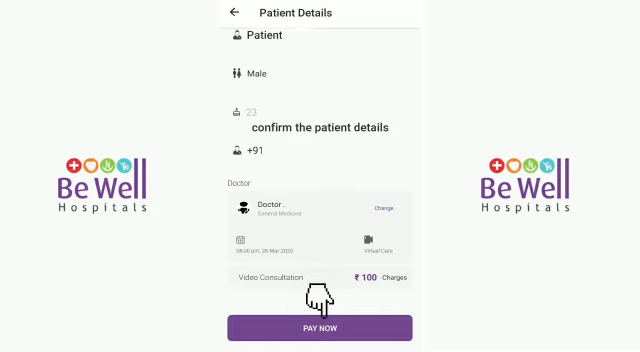 Patient Details
Patient
Male
23
confirm the patient details
+91
Doctor
Doctor .
General Medicine
Change
06:00 pm, 26 Mar 2020
Virtual Care
Video Consultation
₹ 100 Charges
PAY NOW
Be Well
Hospitals
Be Well
Hospitals